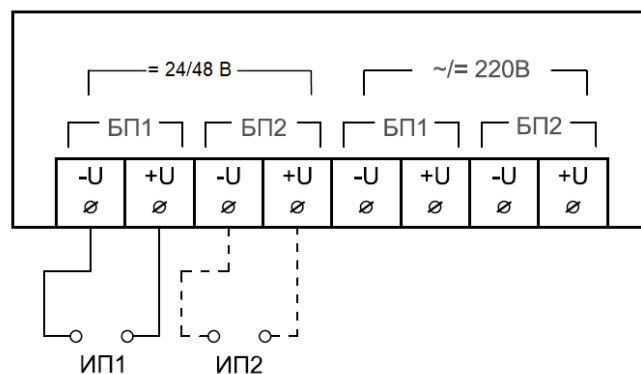 = 24/48 В ~/= 220В
БП1 БП2 БП1 БП2
-U +U -U +U -U +U -U +U
ИП1 ИП2